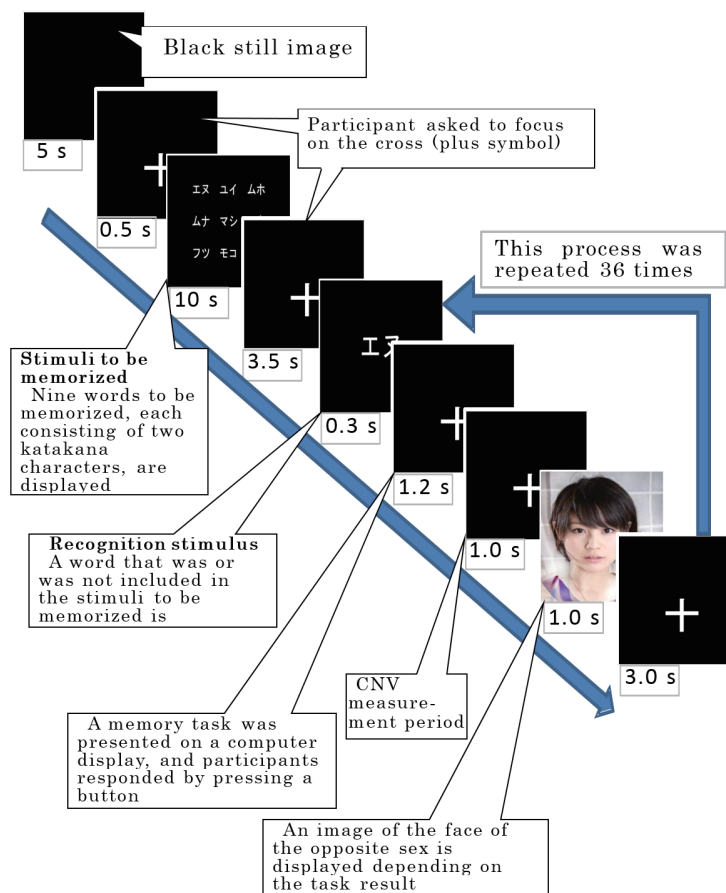 Black still image
5 s
Participant asked to focus
on the cross (plus symbol)
0.5 s
エヌ ユイ ムホ
ムナ マシ
フツ モコ
10 s
This process was
repeated 36 times
3.5 s
エヌ
0.3 s
Stimuli to be
memorized
Nine words to be
memorized, each
consisting of two
katakana
characters, are
displayed
1.2 s
1.0 s
Recognition stimulus
A word that was or
was not included in
the stimuli to be
memorized is
1.0 s
3.0 s
CNV
measure-
ment period
A memory task was
presented on a computer
display, and participants
responded by pressing a
button
An image of the face of
the opposite sex is
displayed depending on
the task result